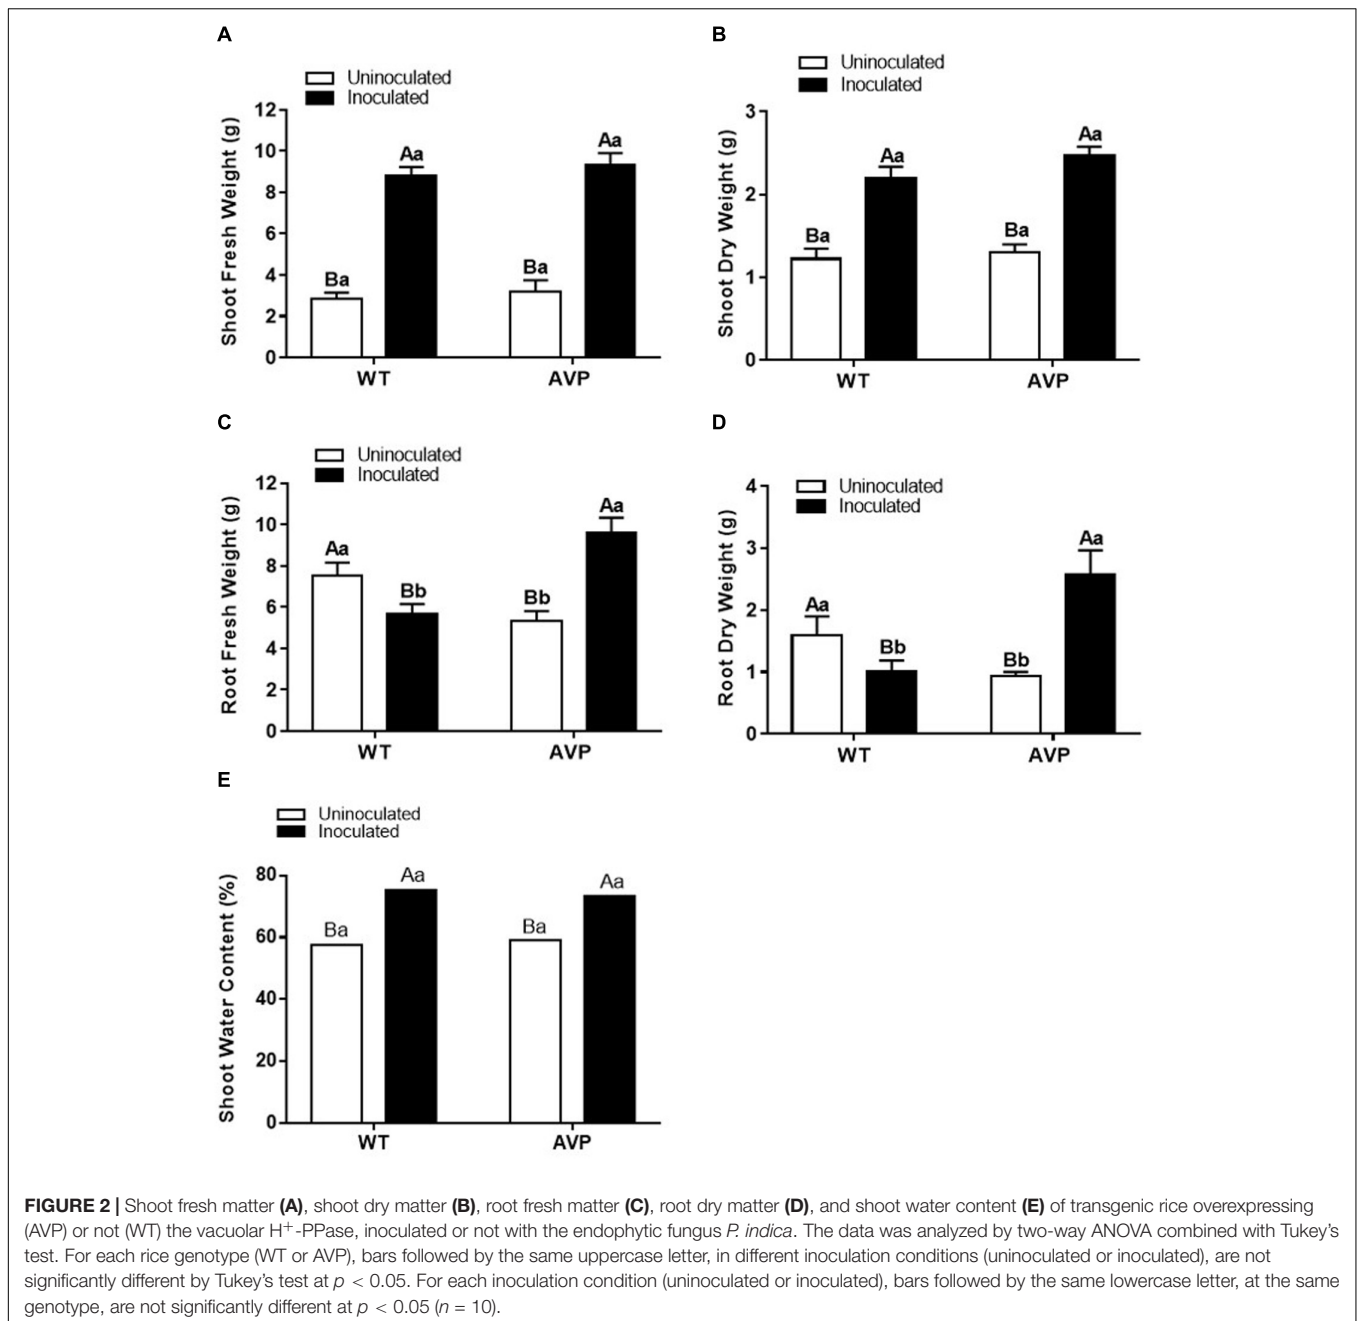 A
Uninoculated
Inoculated
Shoot Fresh Weight (g)
12
10
8
6
4
2
0
Ba
Aa
Ba
Aa
WT
AVP
B
Uninoculated
Inoculated
Shoot Dry Weight (g)
3
2
1
0
Ba
Aa
Ba
Aa
WT
AVP
C
Uninoculated
Inoculated
Root Fresh Weight (g)
12
10
8
6
4
2
0
Aa
Bb
Bb
Aa
WT
AVP
D
Uninoculated
Inoculated
Root Dry Weight (g)
4
3
2
1
0
Aa
Bb
Bb
Aa
WT
AVP
E
Uninoculated
Inoculated
Shoot Water Content (%)
80
60
40
20
0
Ba
Aa
Ba
Aa
WT
AVP
FIGURE 2 | Shoot fresh matter (A), shoot dry matter (B), root fresh matter (C), root dry matter (D), and shoot water content (E) of transgenic rice overexpressing
(AVP) or not (WT) the vacuolar H+-PPase, inoculated or not with the endophytic fungus P. indica. The data was analyzed by two-way ANOVA combined with Tukey's
test. For each rice genotype (WT or AVP), bars followed by the same uppercase letter, in different inoculation conditions (uninoculated or inoculated), are not
significantly different by Tukey's test at p < 0.05. For each inoculation condition (uninoculated or inoculated), bars followed by the same lowercase letter, at the same
genotype, are not significantly different at p < 0.05 (n = 10).